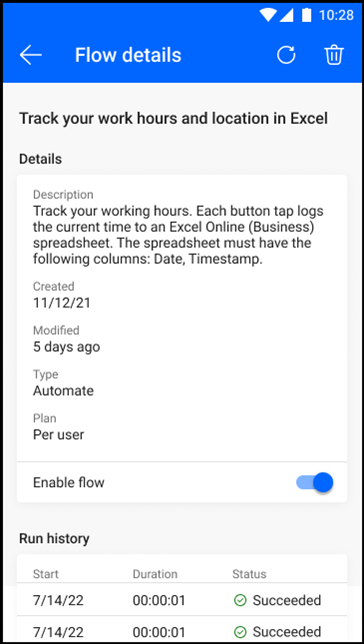 10:28
Flow details
Track your work hours and location in Excel
Details
Description
Track your working hours. Each button tap logs
the current time to an Excel Online (Business)
spreadsheet. The spreadsheet must have the
following columns: Date, Timestamp.
Created
11/12/21
Modified
5 days ago
Type
Automate
Plan
Per user
Enable flow
Run history
Start Duration Status
7/14/22 00:00:01 Succeeded
7/14/22 00:00:01 Succeeded